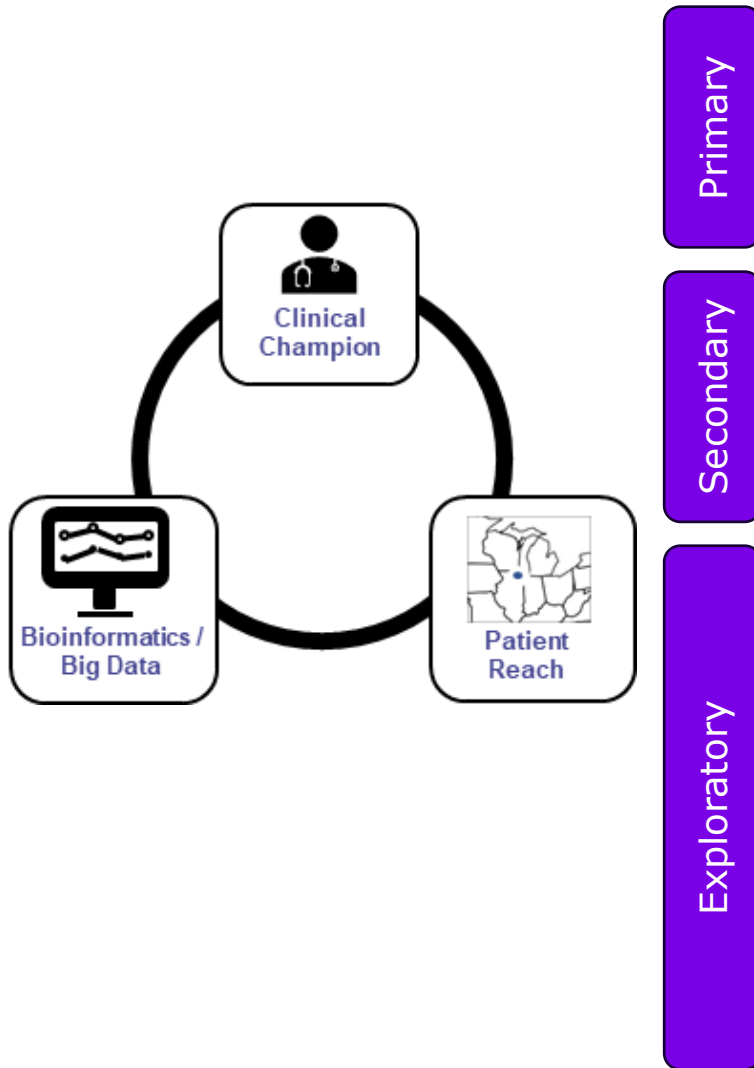 Clinical
Champion
Bioinformatics /
Big Data
Patient
Reach
Primary
Secondary
Exploratory